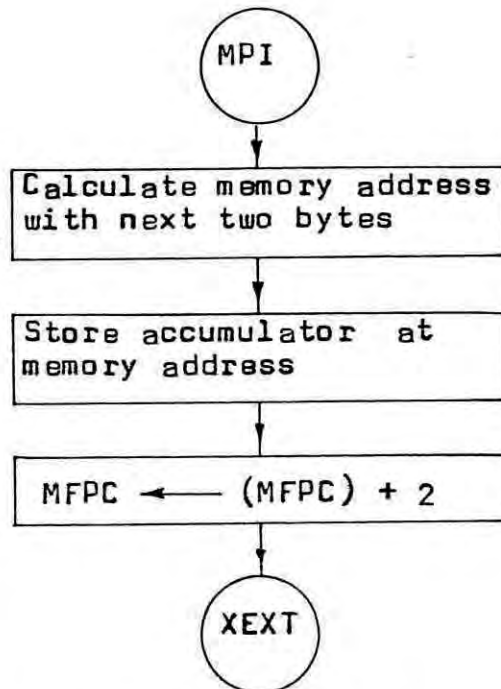 MPI
Calculate memory address
with next two bytes
Store accumulator at
memory address
MFPC ← (MFPC) + 2
XEXT